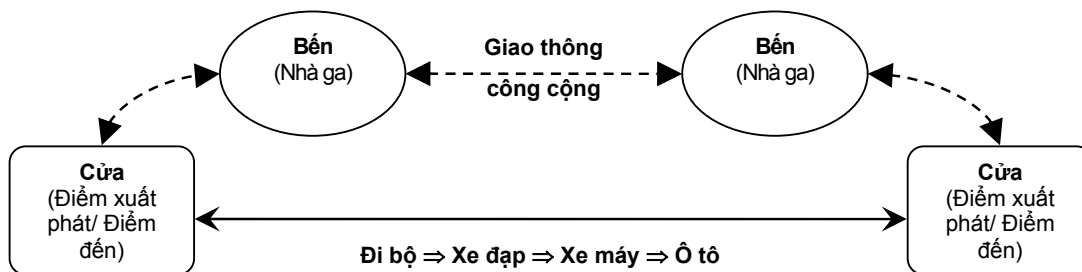 Bến
(Nhà ga)
Giao thông
công cộng
Bến
(Nhà ga)
Cửa
(Điểm xuất
phát/ Điểm
đến)
Cửa
(Điểm xuất
phát/ Điểm
đến)
Đi bộ ⇒ Xe đạp ⇒ Xe máy ⇒ Ô tô